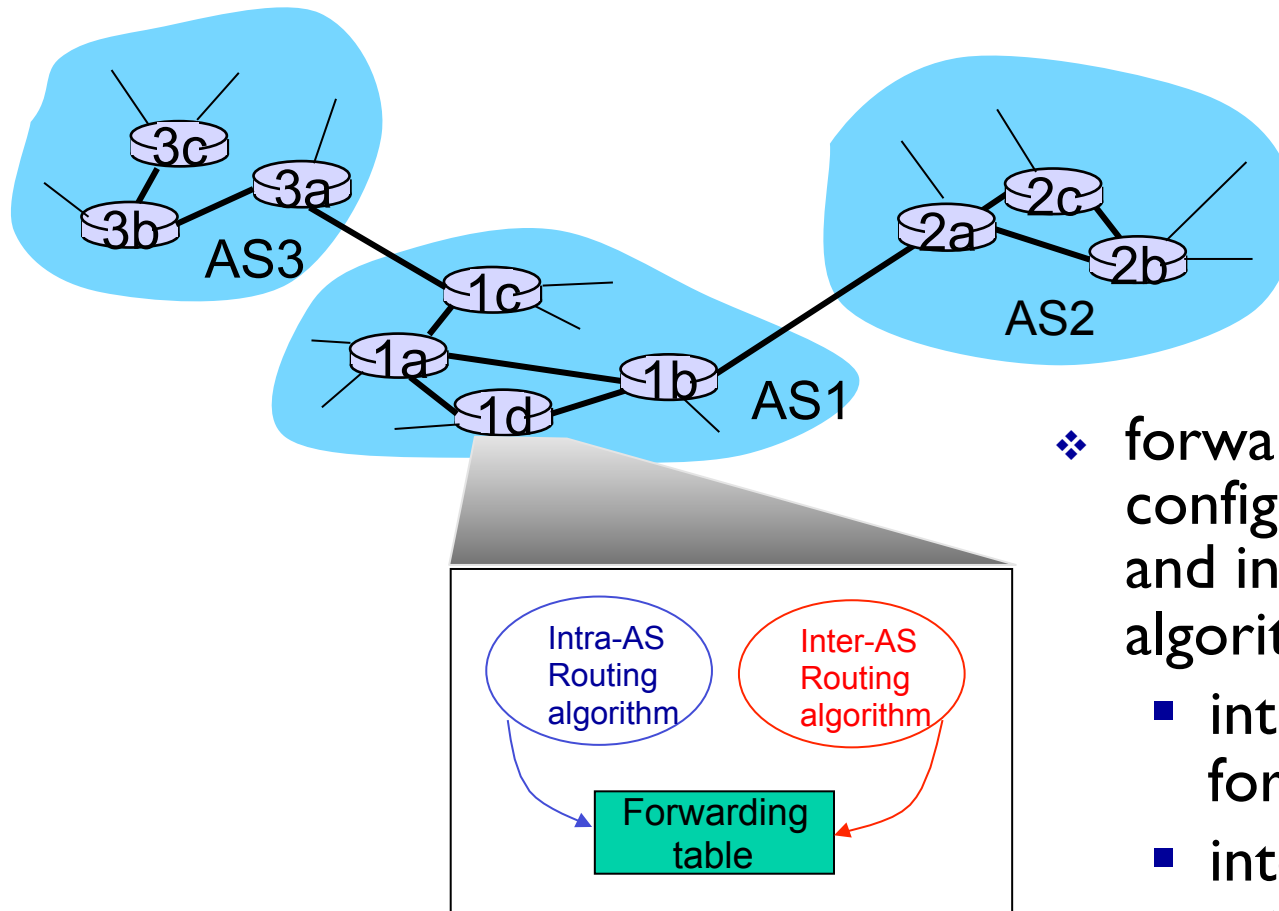 3c
3a
3b
AS3
2c
2a
2b
AS2
1c
1a
1b
1d
AS1
Intra-AS
Routing
algorithm
Inter-AS
Routing
algorithm
Forwarding
table
forwa
config
and in
algorit
int
for
int